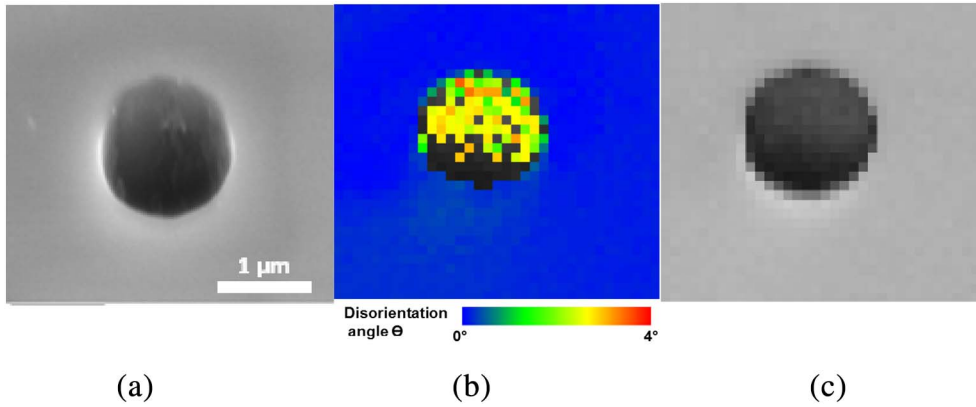 1 µm
Disorientation
angle Θ
0°
4°
(a)
(b)
(c)